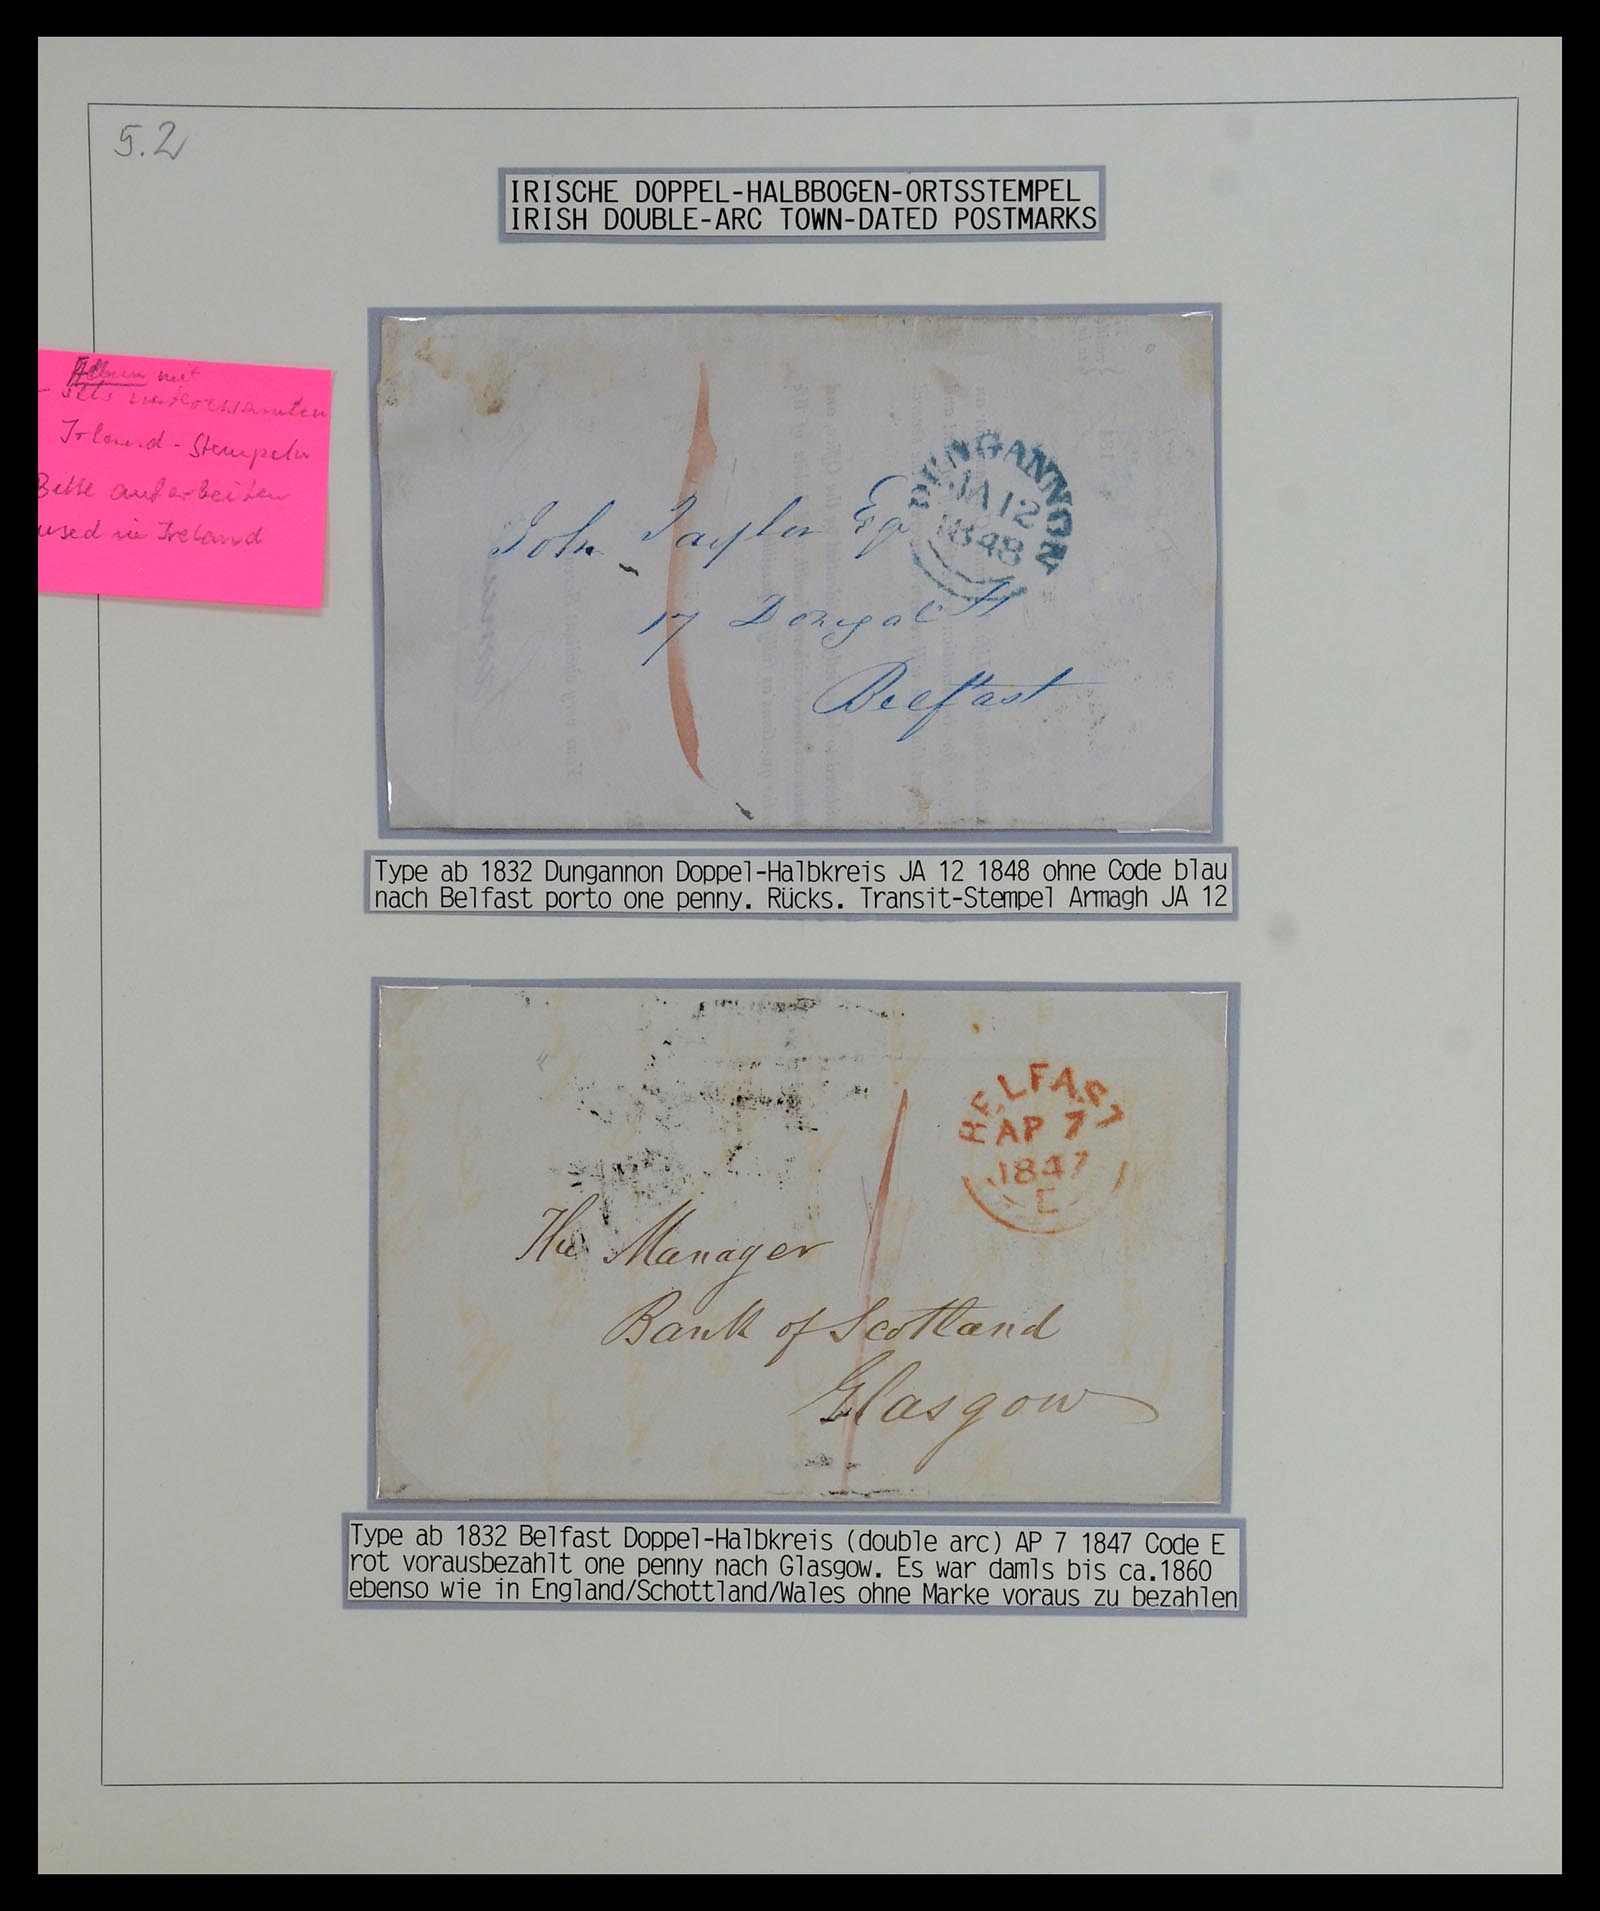 5.2
IRISCHE DOPPEL-HALBBOGEN-ORTSSTEMPEL
IRISH DOUBLE-ARC TOWN-DATED POSTMARKS
mit
Irland - Stempeln
Bitte aufarbeiten
used in Ireland
DUNGANNON
JA 12
1848
John Taylor Esq
17 Donegal St
Belfast
Type ab 1832 Dungannon Doppel-Halbkreis JA 12 1848 ohne Code blau
nach Belfast porto one penny. Rücks. Transit-Stempel Armagh JA 12
BELFAST
AP 7
1847
E
The Manager
Bank of Scotland
Glasgow
Type ab 1832 Belfast Doppel-Halbkreis (double arc) AP 7 1847 Code E
rot vorausbezahlt one penny nach Glasgow. Es war damls bis ca.1860
ebenso wie in England/Schottland/Wales ohne Marke voraus zu bezahlen